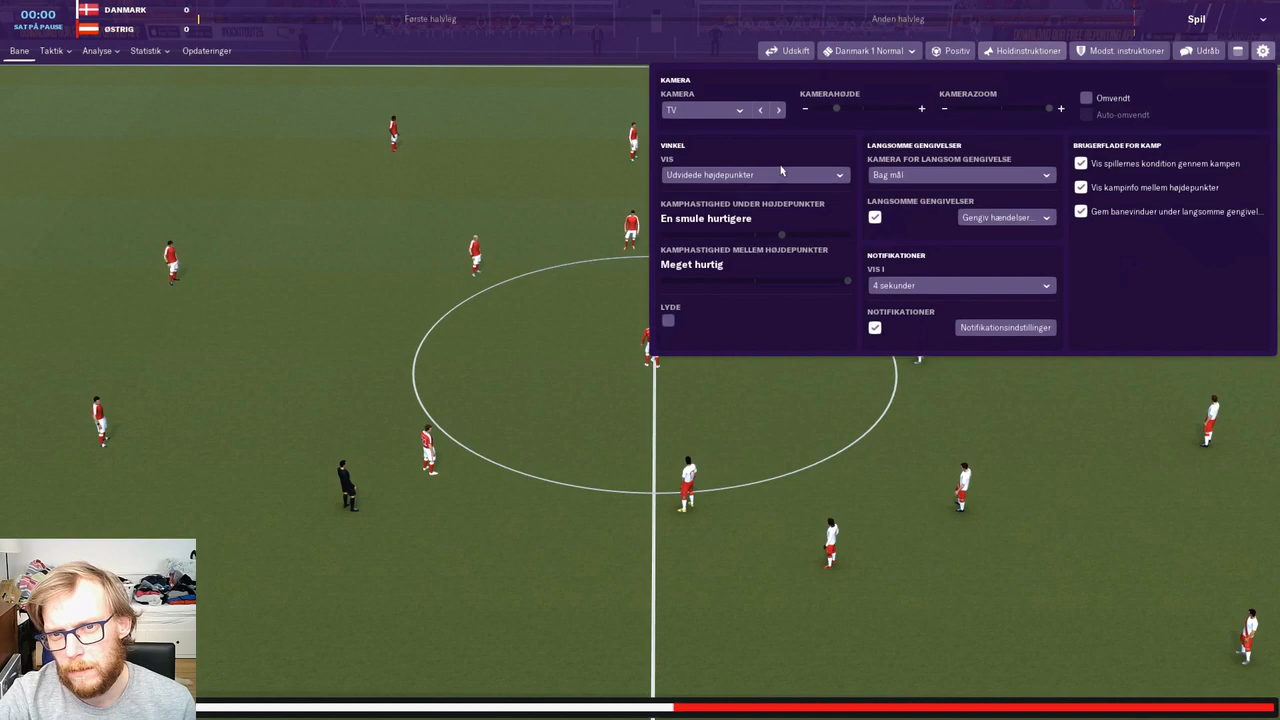 00:00
SAT PÅ PAUSE
DANMARK 0
ØSTRIG 0
Første halvleg
Anden halvleg
Spil
Bane Taktik Analyse Statistik Opdateringer
Udskift Danmark 1 Normal Positiv Holdinstruktioner Modst. instruktioner Udråb
KAMERA
KAMERA KAMERAHØJDE KAMERAZOOM
TV
Omvendt
Auto-omvendt
VINKEL
VIS
Udvidede højdepunkter
KAMPHASTIGHED UNDER HØJDEPUNKTER
En smule hurtigere
KAMPHASTIGHED MELLEM HØJDEPUNKTER
Meget hurtig
LYDE
LANGSOMME GENGIVELSER
KAMERA FOR LANGSOM GENGIVELSE
Bag mål
LANGSOMME GENGIVELSER
Gengiv hændelser...
NOTIFIKATIONER
VIS I
4 sekunder
NOTIFIKATIONER
Notifikationsindstillinger
BRUGERFLADE FOR KAMP
Vis spillernes kondition gennem kampen
Vis kampinfo mellem højdepunkter
Gem banevinduer under langsomme gengivel...